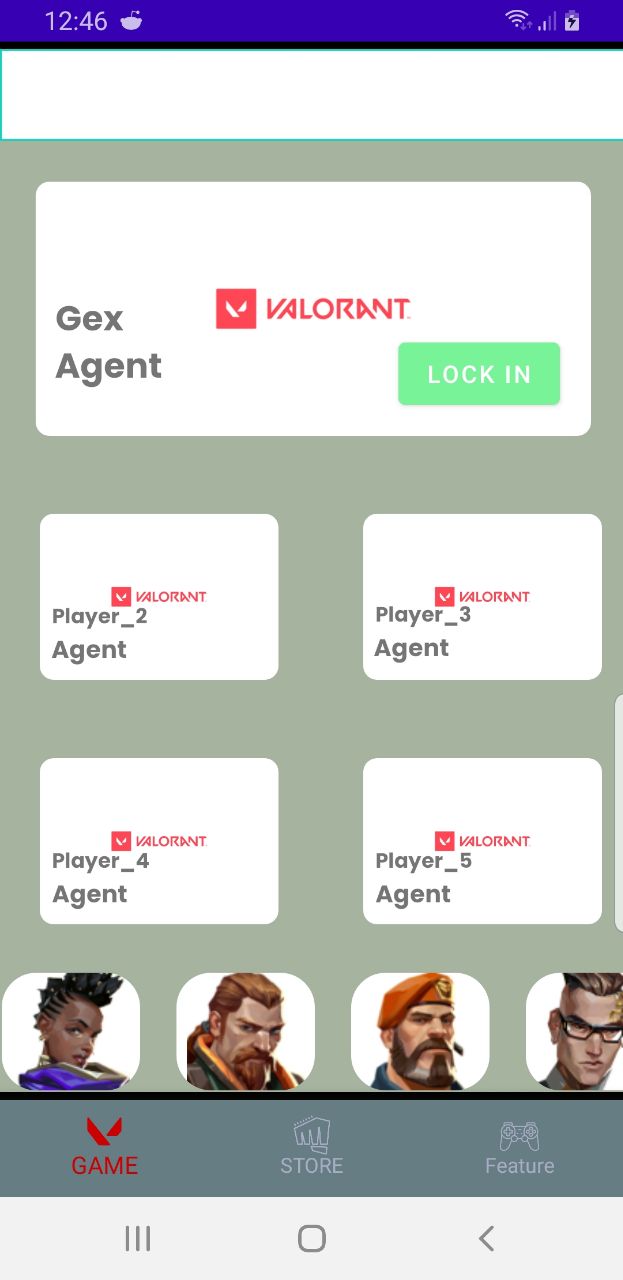 12:46
VALORANT
Gex
Agent
LOCK IN
VALORANT
Player_2
Agent
VALORANT
Player_3
Agent
VALORANT
Player_4
Agent
VALORANT
Player_5
Agent
GAME
STORE
Feature